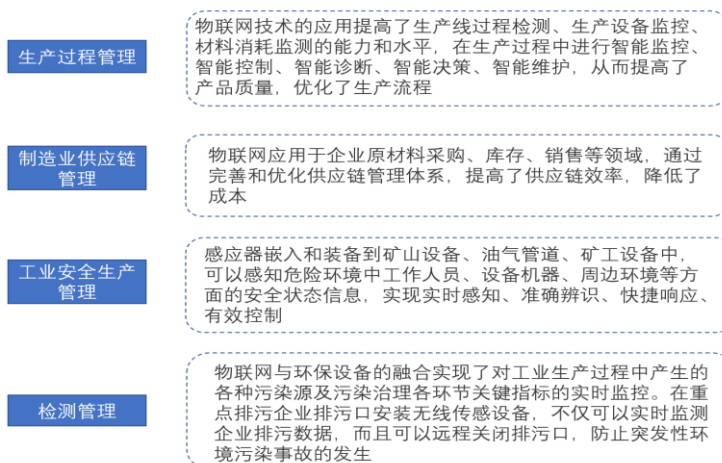 生产过程管理
物联网技术的应用提高了生产线过程检测、生产设备监控、
材料消耗监测的能力和水平，在生产过程中进行智能监控、
智能控制、智能诊断、智能决策、智能维护，从而提高了
产品质量，优化了生产流程
制造业供应链
管理
物联网应用于企业原材料采购、库存、销售等领域，通过
完善和优化供应链管理体系，提高了供应链效率，降低了
成本
工业安全生产
管理
感应器嵌入和装备到矿山设备、油气管道、矿工设备中，
可以感知危险环境中工作人员、设备机器、周边环境等方
面的安全状态信息，实现实时感知、准确辨识、快捷响应、
有效控制
检测管理
物联网与环保设备的融合实现了对工业生产过程中产生的
各种污染源及污染治理各环节关键指标的实时监控。在重
点排污企业排污口安装无线传感设备，不仅可以实时监测
企业排污数据，而且可以远程关闭排污口，防止突发性环
境污染事故的发生